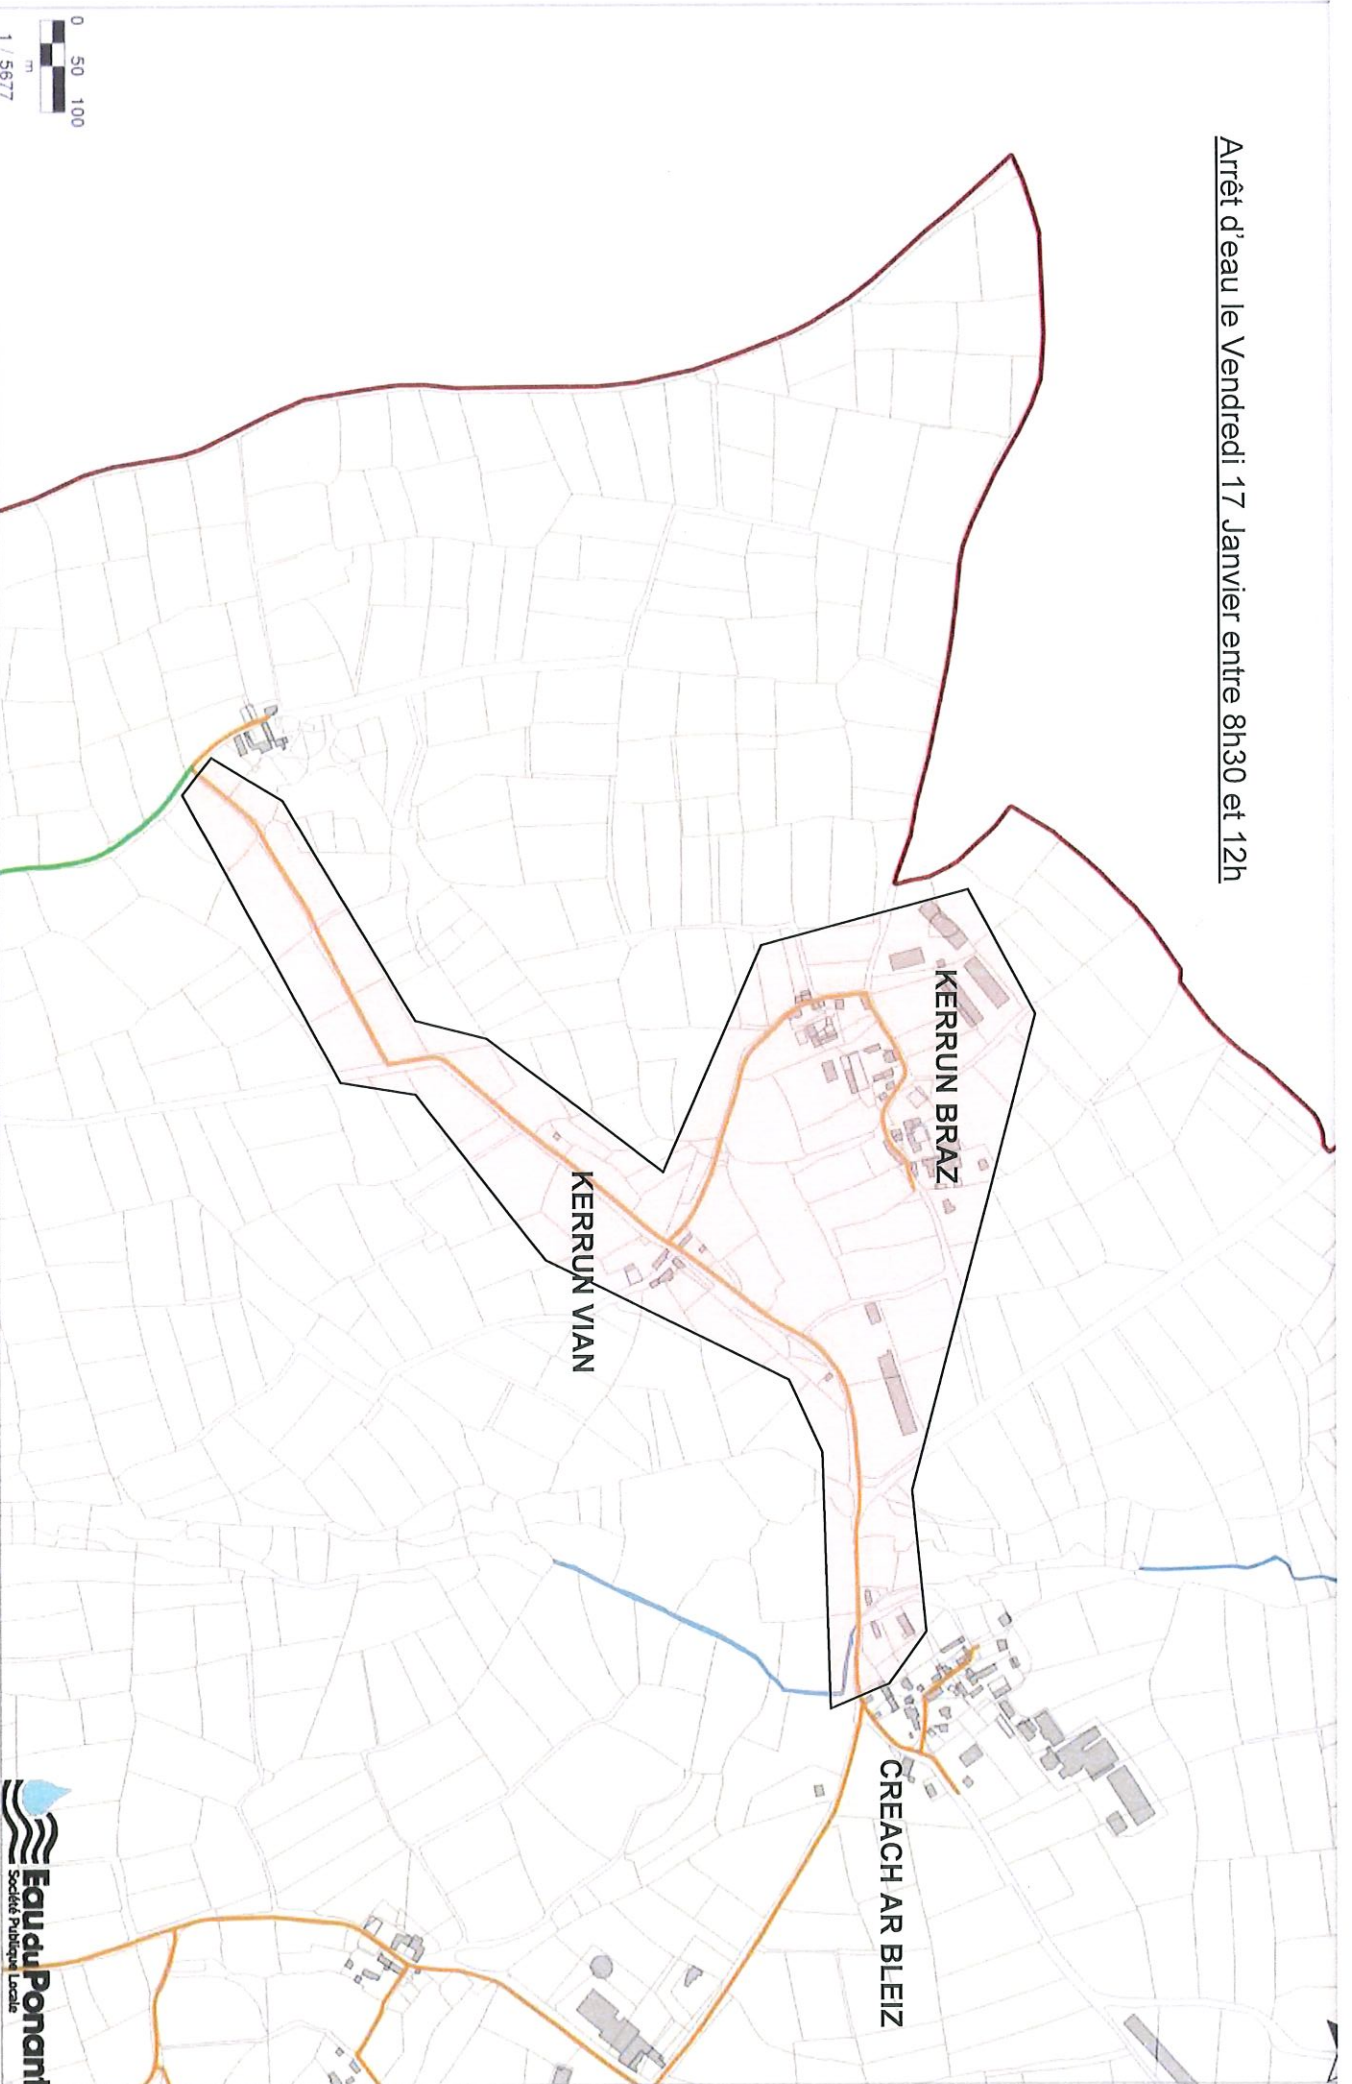 Arrêt d'eau le Vendredi 17 Janvier entre 8h30 et 12h
KERRUN BRAZ
KERRUN VIAN
CREACH AR BLEIZ
0 50 100
m
1 / 5677
EauduPonant
Société Publique Locale